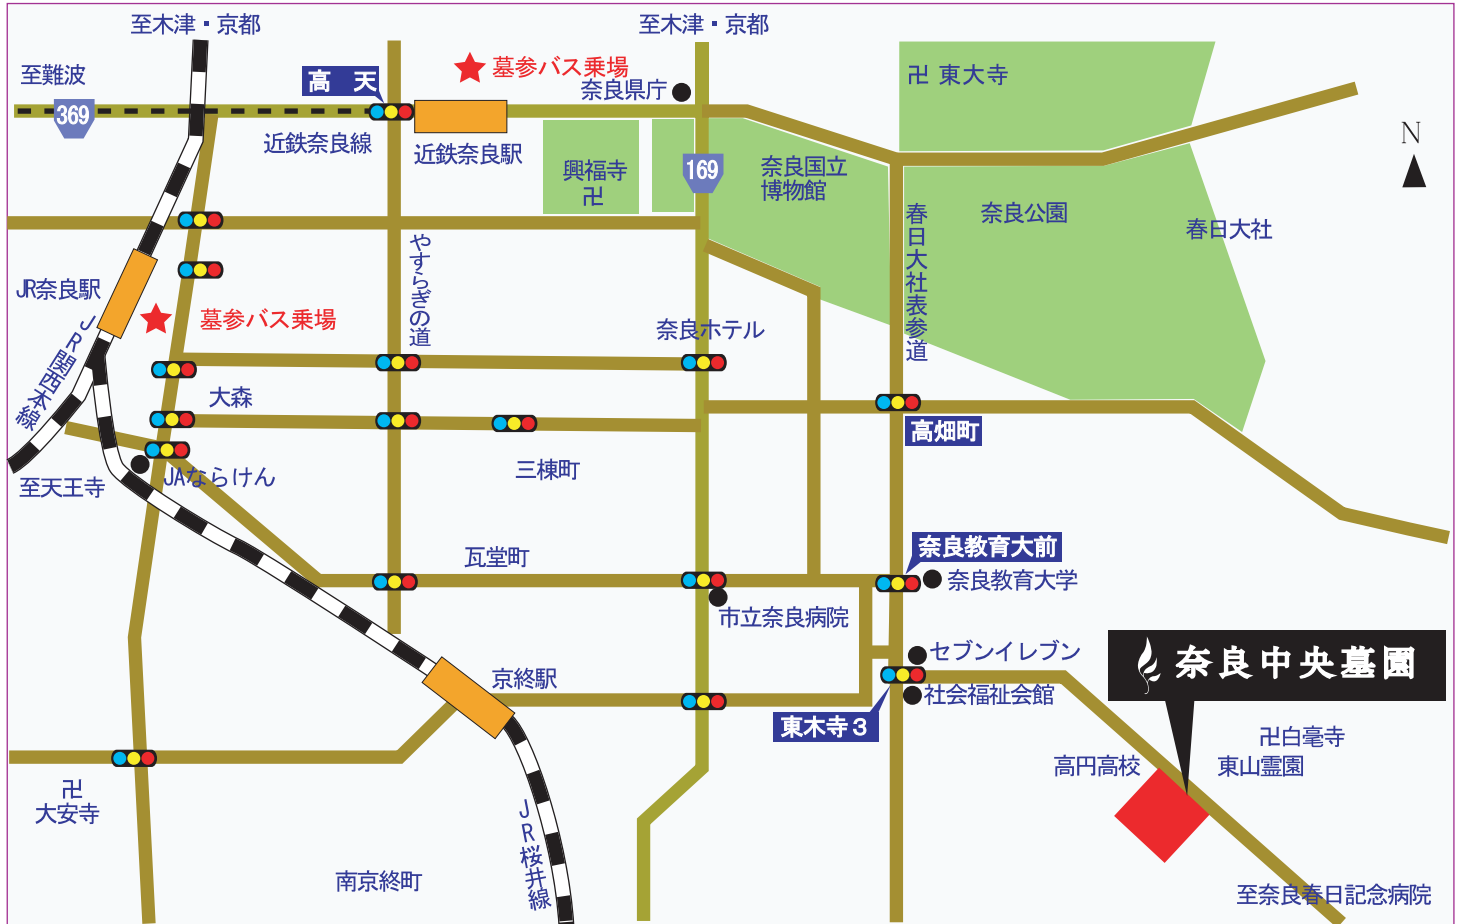 至木津・京都
至木津・京都
至難波
高 天
墓参バス乗場
奈良県庁
卍 東大寺
369
近鉄奈良線
近鉄奈良駅
興福寺
卍
169
奈良国立
博物館
N
奈良公園
春日大社
春日大社表参道
やすらぎの道
JR奈良駅
墓参バス乗場
奈良ホテル
JR関西本線
大森
高畑町
至天王寺
JAならけん
三棟町
瓦堂町
奈良教育大前
奈良教育大学
市立奈良病院
セブンイレブン
京終駅
社会福祉会館
東木寺3
奈良中央墓園
卍白毫寺
高円高校
東山霊園
卍
大安寺
JR桜井線
南京終町
至奈良春日記念病院